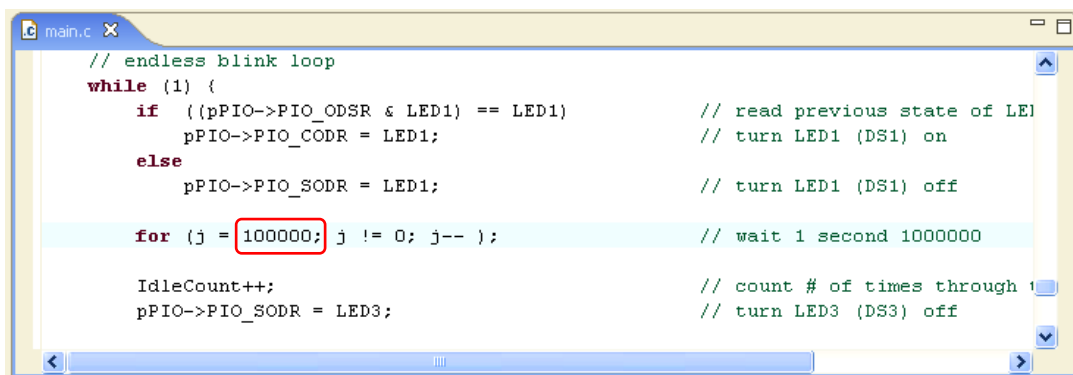 main.c
// endless blink loop
while (1) {
if ((pPIO->PIO_ODSR & LED1) == LED1) // read previous state of
pPIO->PIO_CODR = LED1; // turn LED1 (DS1) on
else
pPIO->PIO_SODR = LED1; // turn LED1 (DS1) off
for (j = 100000; j != 0; j-- ); // wait 1 second 1000000
IdleCount++; // count # of times through
pPIO->PIO_SODR = LED3; // turn LED3 (DS3) off